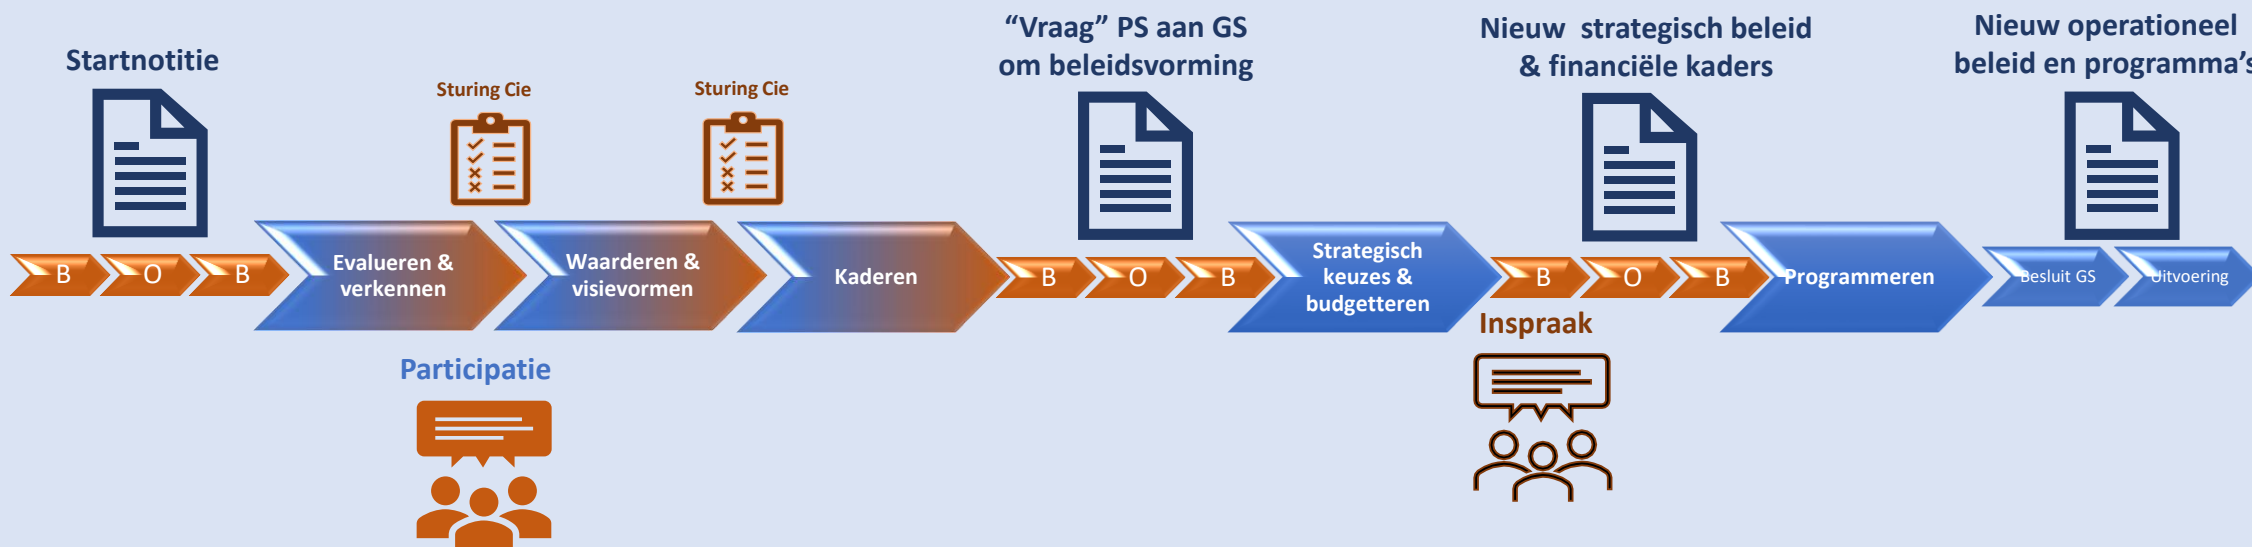 Startnotitie
Sturing Cie
Sturing Cie
“Vraag” PS aan GS
om beleidsvorming
Nieuw strategisch beleid
& financiële kaders
Nieuw operationeel
beleid en programma's
B
O
B
Evalueren &
verkennen
Waarderen &
visievormen
Kaderen
B
O
B
Strategisch
keuzes &
budgetteren
B
O
B
Programmeren
Besluit GS
Uitvoering
Participatie
Inspraak